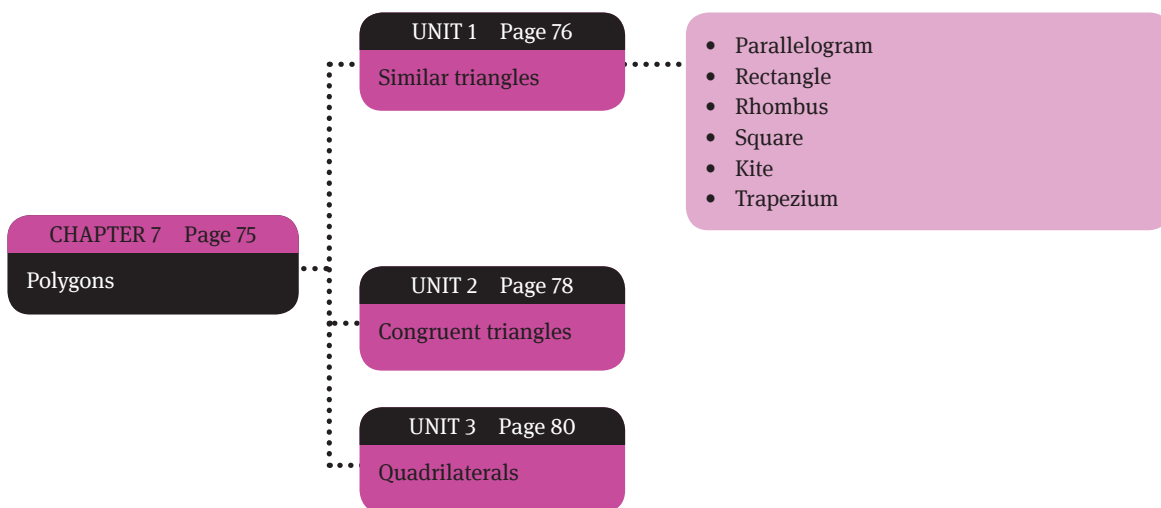 CHAPTER 7 Page 75
Polygons
UNIT 1 Page 76
Similar triangles
• Parallelogram
• Rectangle
• Rhombus
• Square
• Kite
• Trapezium
UNIT 2 Page 78
Congruent triangles
UNIT 3 Page 80
Quadrilaterals